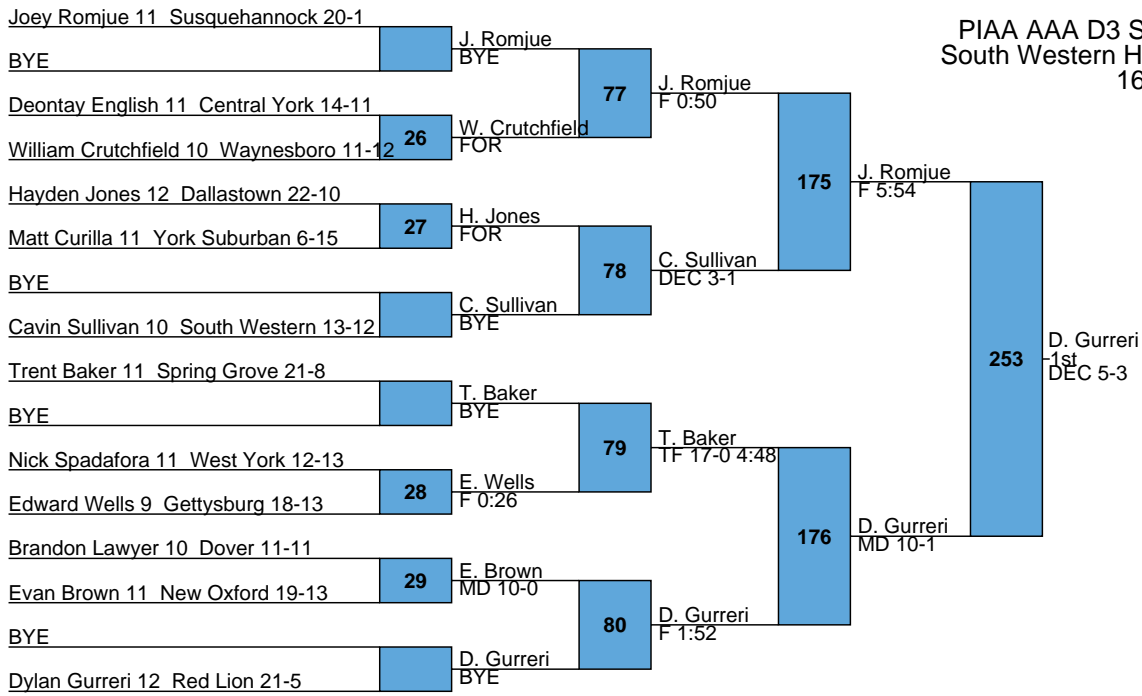 Joey Romjue 11 Susquehannock 20-1
BYE
Deontay English 11 Central York 14-11
William Crutchfield 10 Waynesboro 11-12
Hayden Jones 12 Dallastown 22-10
Matt Curilla 11 York Suburban 6-15
BYE
Cavin Sullivan 10 South Western 13-12
Trent Baker 11 Spring Grove 21-8
BYE
Nick Spadafora 11 West York 12-13
Edward Wells 9 Gettysburg 18-13
Brandon Lawyer 10 Dover 11-11
Evan Brown 11 New Oxford 19-13
BYE
Dylan Gurreri 12 Red Lion 21-5
26
27
28
29
J. Romjue
BYE
W. Crutchfield
FOR
H. Jones
FOR
C. Sullivan
BYE
T. Baker
BYE
E. Wells
F 0:26
E. Brown
MD 10-0
D. Gurreri
BYE
77
78
79
80
J. Romjue
F 0:50
C. Sullivan
DEC 3-1
T. Baker
TF 17-0 4:48
D. Gurreri
F 1:52
175
176
J. Romjue
F 5:54
D. Gurreri
MD 10-1
253
D. Gurreri
1st
DEC 5-3
PIAA AAA D3 S
South Western H
16